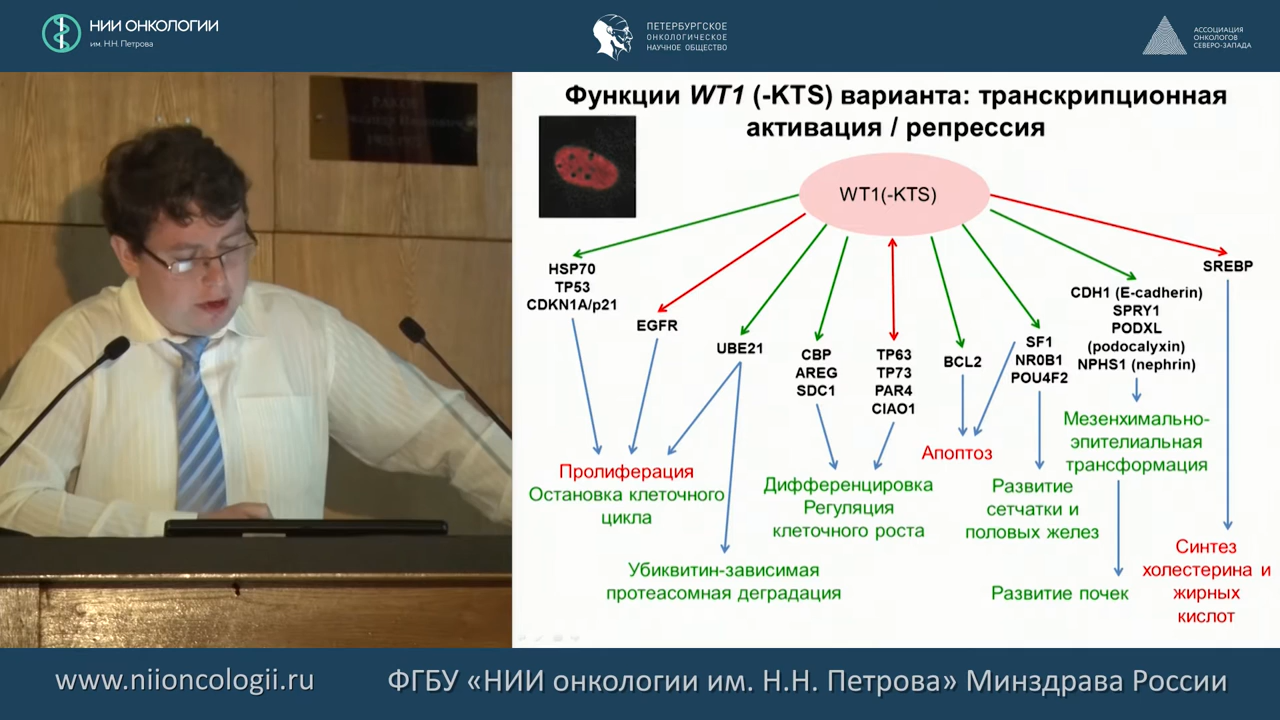 НИИ ОНКОЛОГИИ
им. Н.Н. Петрова
ПЕТЕРБУРГСКОЕ
ОНКОЛОГИЧЕСКОЕ
НАУЧНОЕ ОБЩЕСТВО
АССОЦИАЦИЯ
ОНКОЛОГОВ
СЕВЕРО-ЗАПАДА
Функции WT1 (-KTS) варианта: транскрипционная
активация / репрессия
WT1(-KTS)
HSP70
TP53
CDKN1A/p21
EGFR
UBE21
CBP
AREG
SDC1
TP63
TP73
PAR4
CIAO1
BCL2
SF1
NR0B1
POU4F2
CDH1 (E-cadherin)
SPRY1
PODXL
(podocalyxin)
NPHS1 (nephrin)
SREBP
Пролиферация
Остановка клеточного
цикла
Убиквитин-зависимая
протеасомная деградация
Дифференцировка
Регуляция
клеточного роста
Апоптоз
Развитие
сетчатки и
половых желез
Мезенхимально-
эпителиальная
трансформация
Развитие почек
Синтез
холестерина и
жирных
кислот
www.niioncologii.ru
ФГБУ «НИИ онкологии им. Н.Н. Петрова» Минздрава России